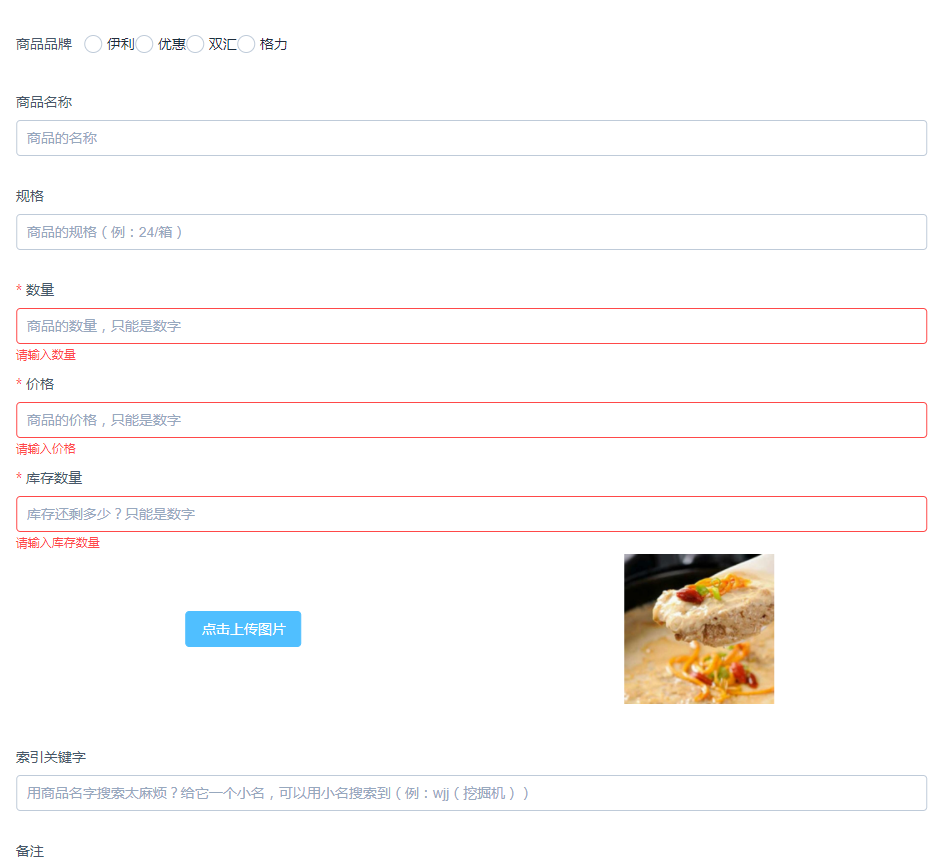 商品品牌 伊利 优惠 双汇 格力
商品名称
商品的名称
规格
商品的规格（例：24/箱）
* 数量
商品的数量，只能是数字
请输入数量
* 价格
商品的价格，只能是数字
请输入价格
* 库存数量
库存还剩多少？只能是数字
请输入库存数量
点击上传图片
索引关键字
用商品名字搜索太麻烦？给它一个小名，可以用小名搜索到（例：wjj（挖掘机））
备注